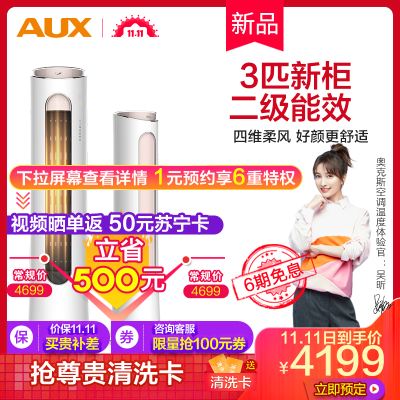 AUX
11.11
新品
3匹新柜
二级能效
四维柔风 好颜更舒适
下拉屏幕查看详情 1元预约享6重特权
视频晒单返 50元苏宁卡
立省
500元
常规价
4699
常规价
4699
6期免息
奥克斯空调温度体验官：吴昕
保
价保11.11
买贵补差
券
咨询客服
限量抢100元券
11.11日到手价
¥4199
抢尊贵清洗卡
送
清洗卡
立即预定